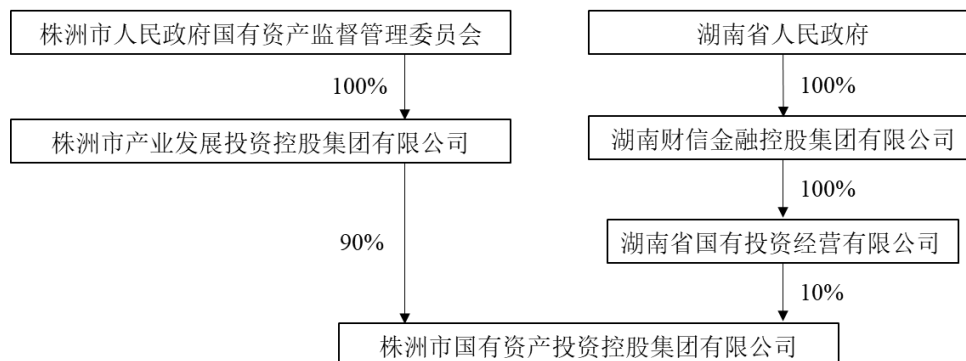 株洲市人民政府国有资产监督管理委员会
湖南省人民政府
100%
100%
株洲市产业发展投资控股集团有限公司
湖南财信金融控股集团有限公司
100%
90%
湖南省国有投资经营有限公司
10%
株洲市国有资产投资控股集团有限公司